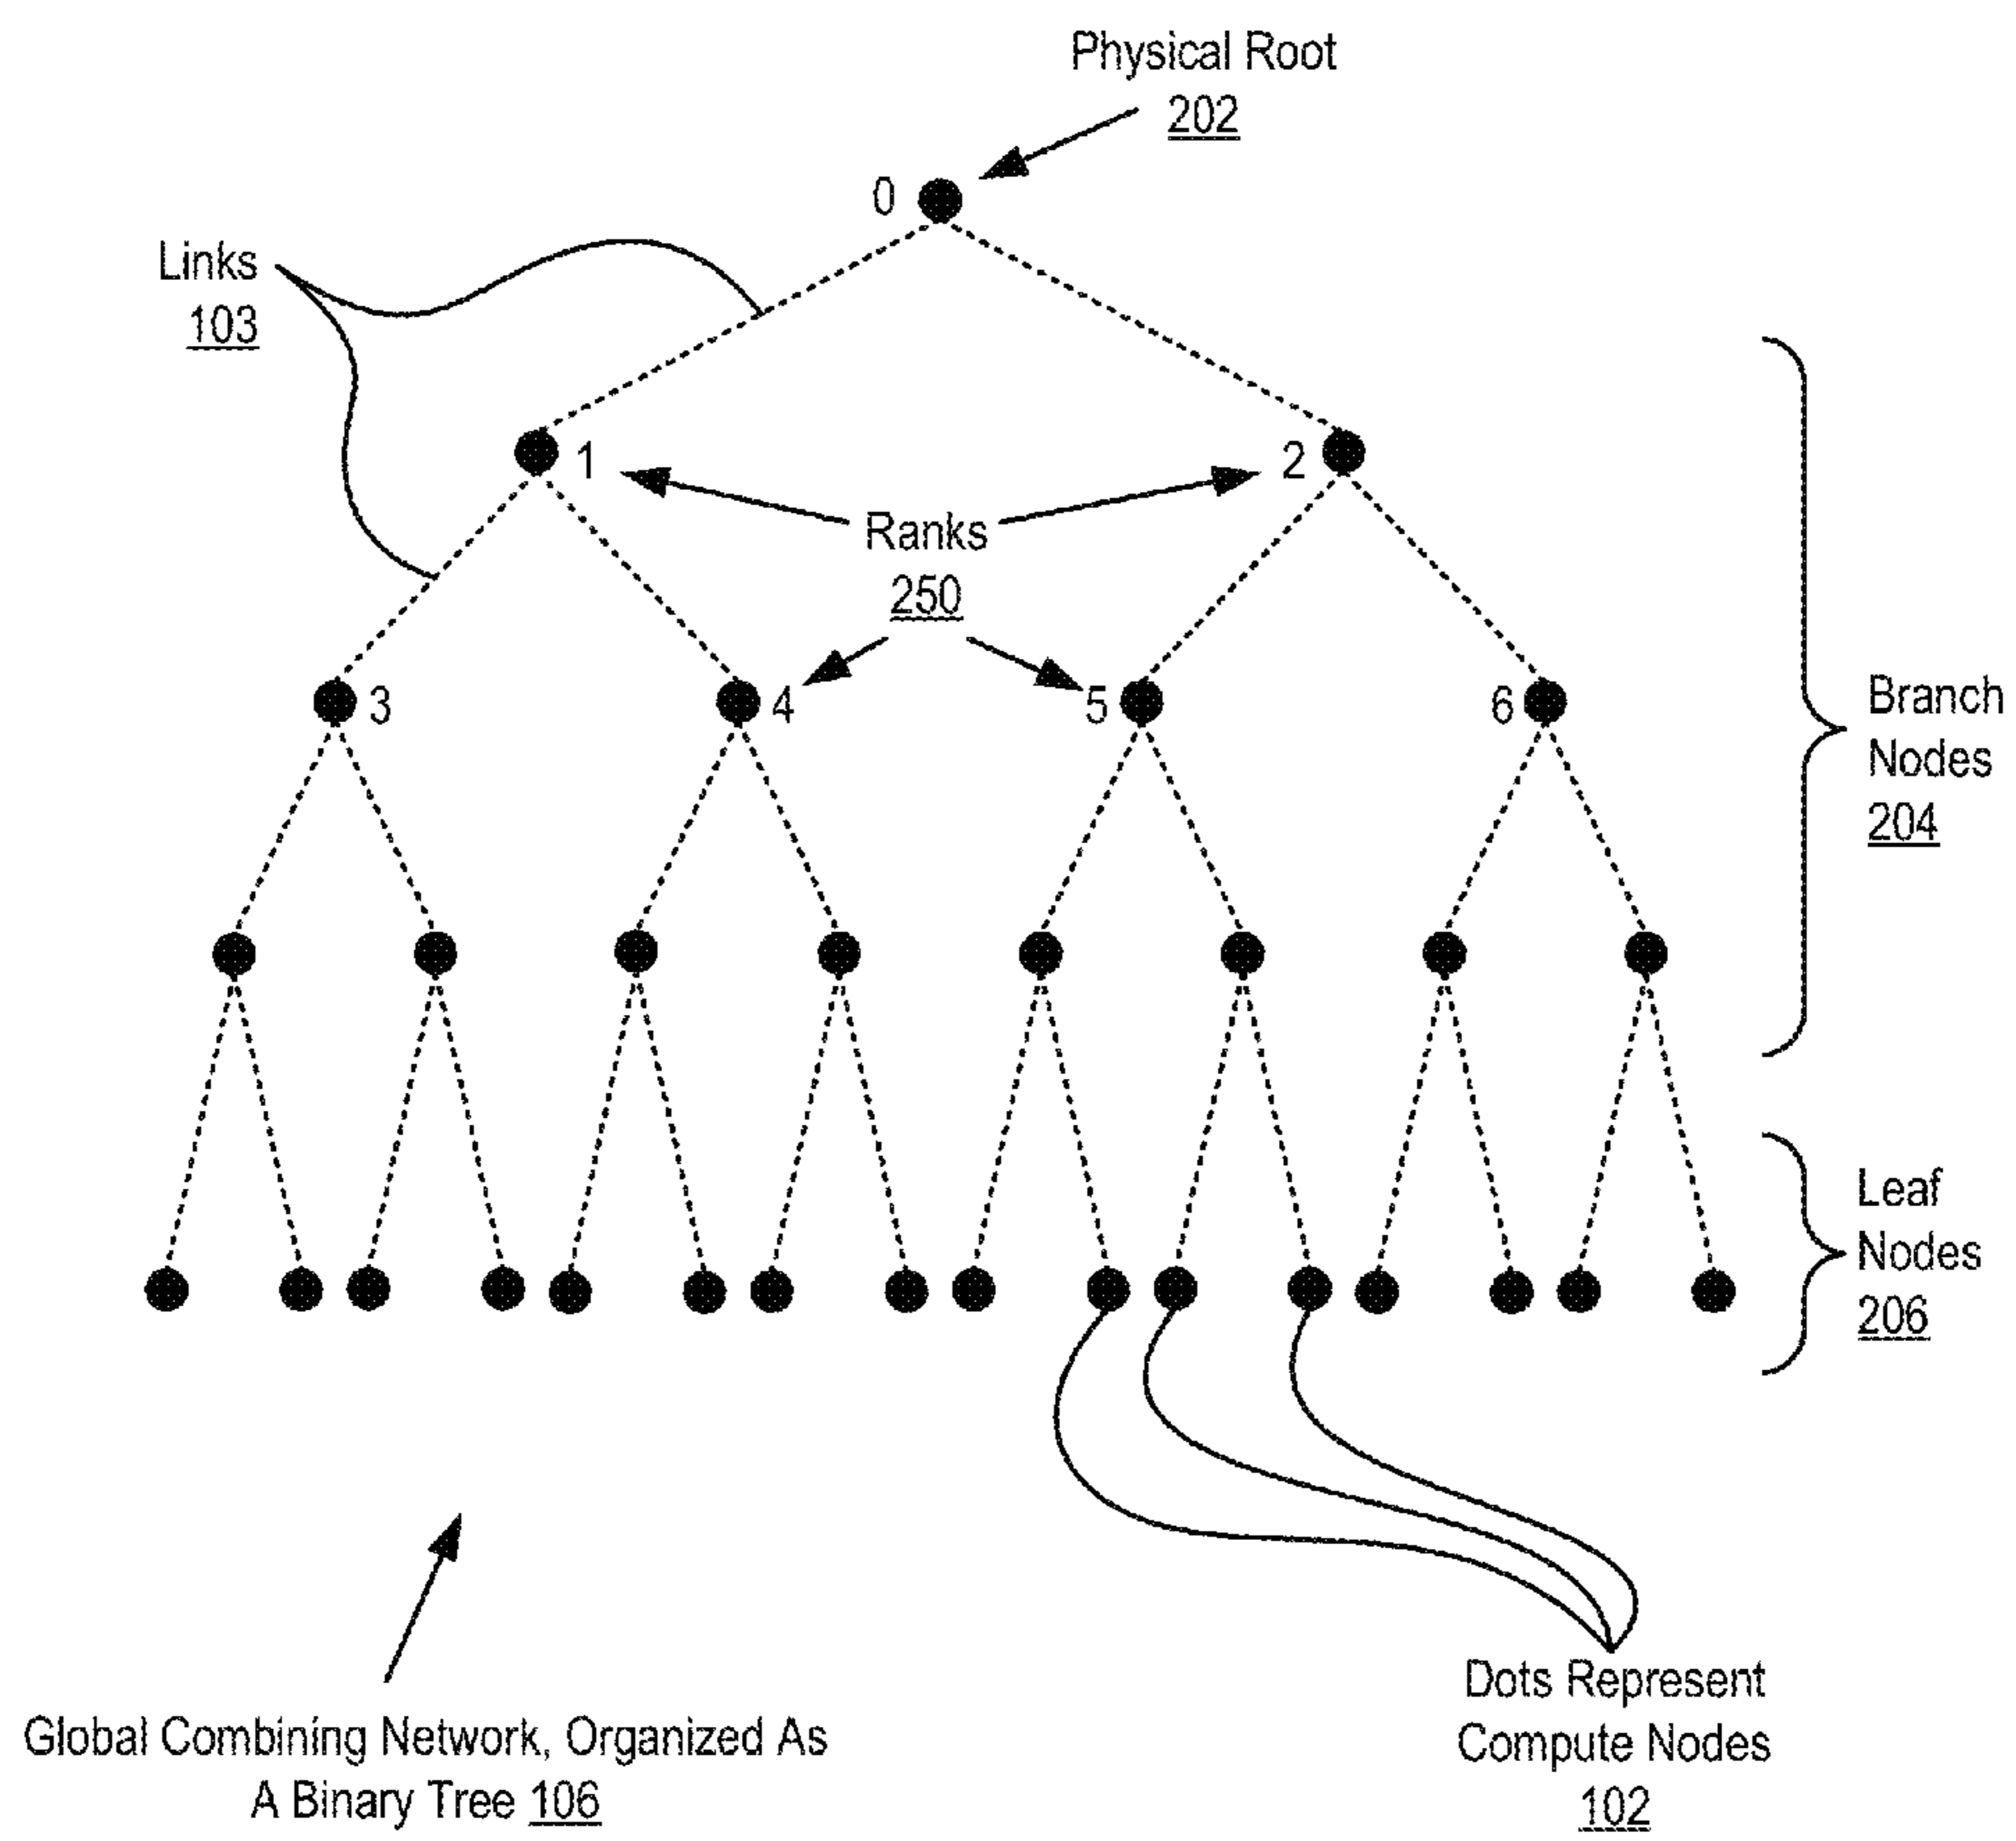 Physical Root
202
0
Links
103
1
2
Ranks
250
3
4
5
6
Branch
Nodes
204
Leaf
Nodes
206
Dots Represent
Compute Nodes
102
Global Combining Network, Organized As
A Binary Tree 106